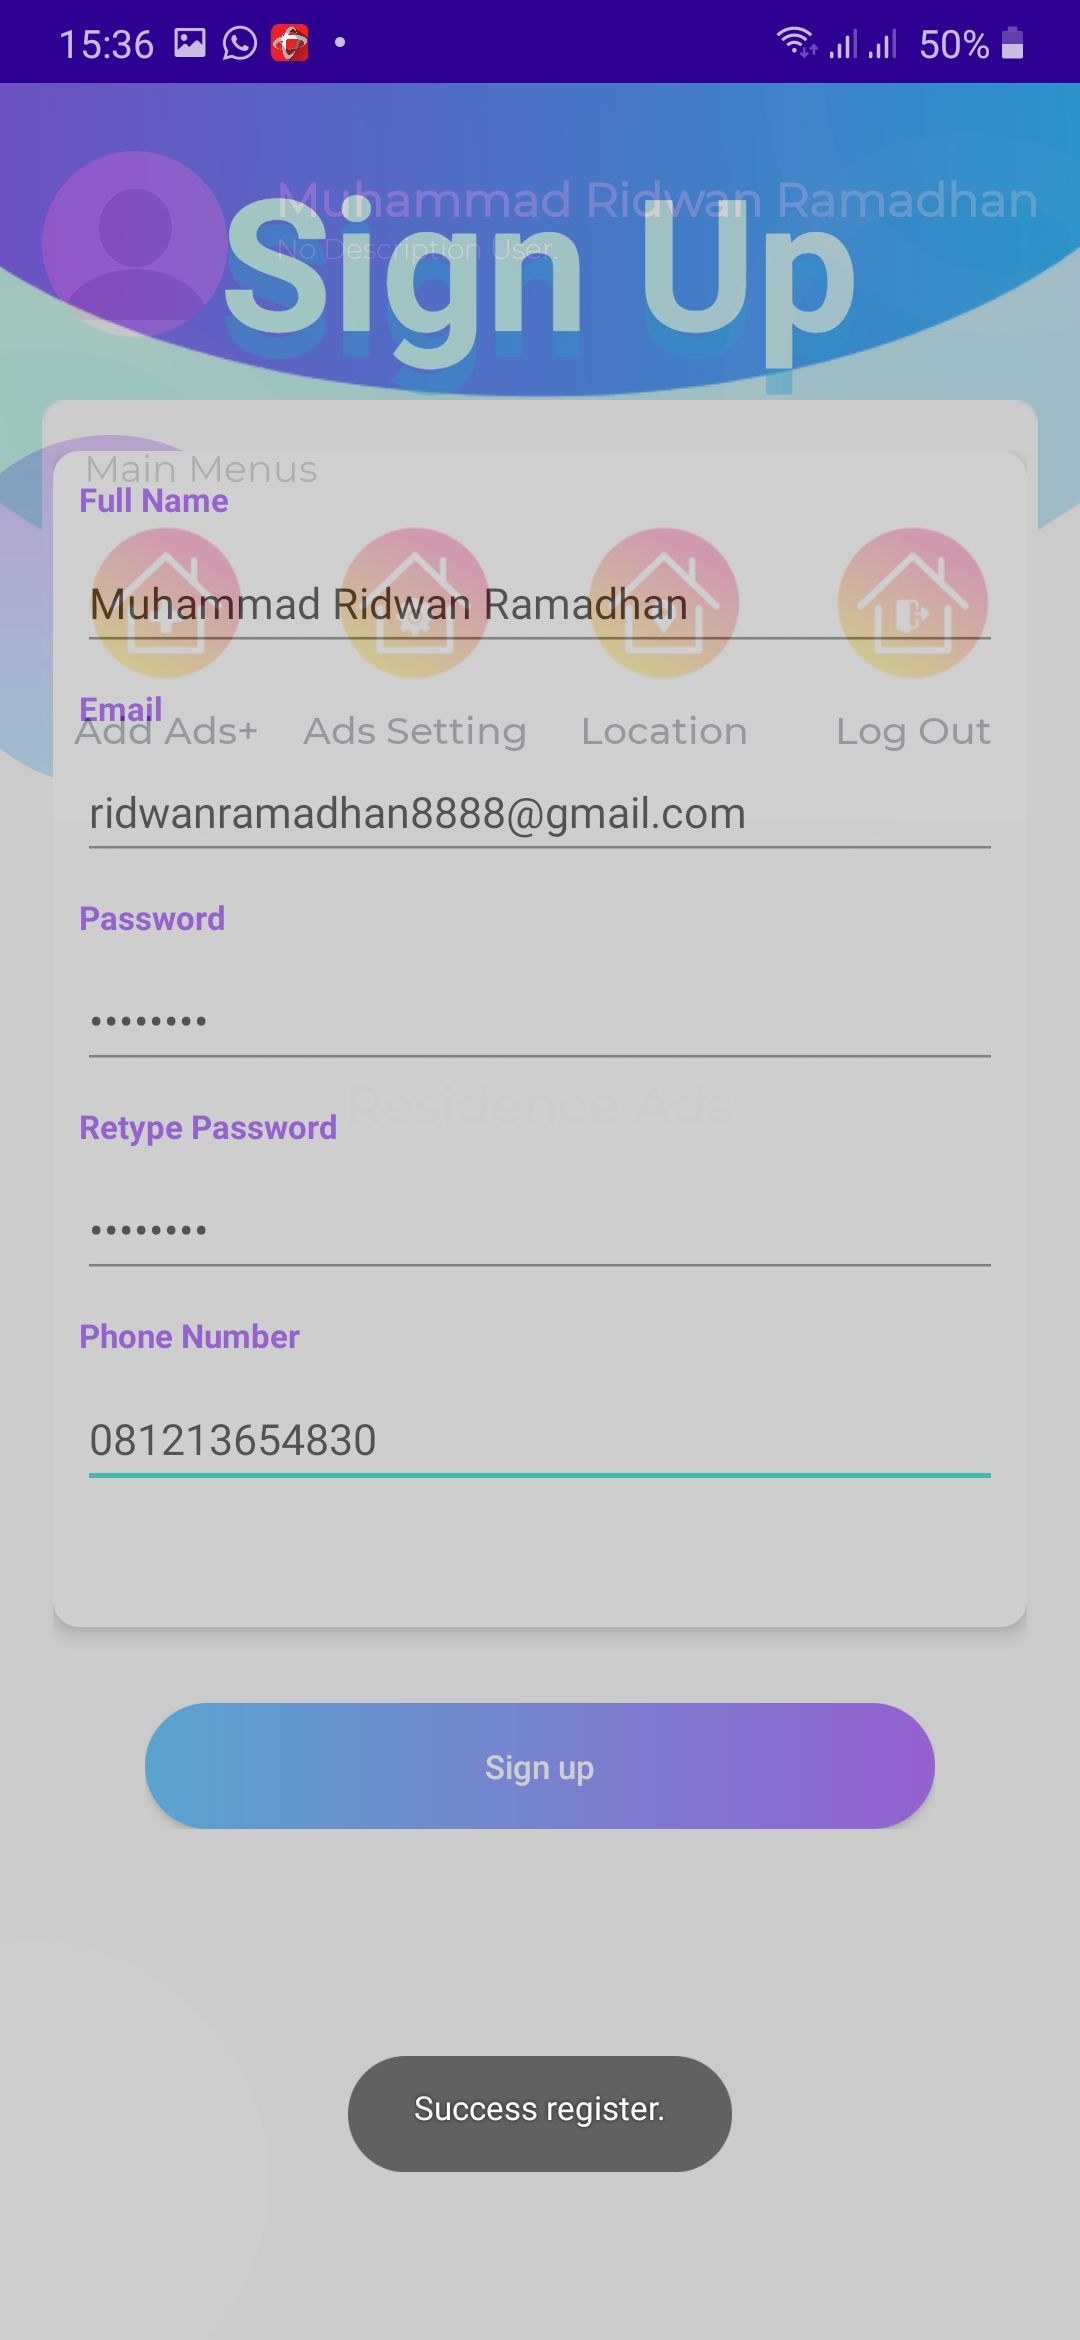 15:36
50%
Muhammad Ridwan Ramadhan
No Description User.
Sign Up
Main Menus
Full Name
Muhammad Ridwan Ramadhan
Email
Add Ads+ Ads Setting Location Log Out
ridwanramadhan8888@gmail.com
Password
••••••••
Residence Ads
Retype Password
••••••••
Phone Number
081213654830
Sign up
Success register.